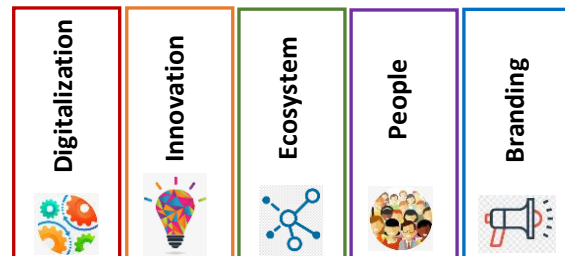 Digitalization
Innovation
Ecosystem
People
Branding